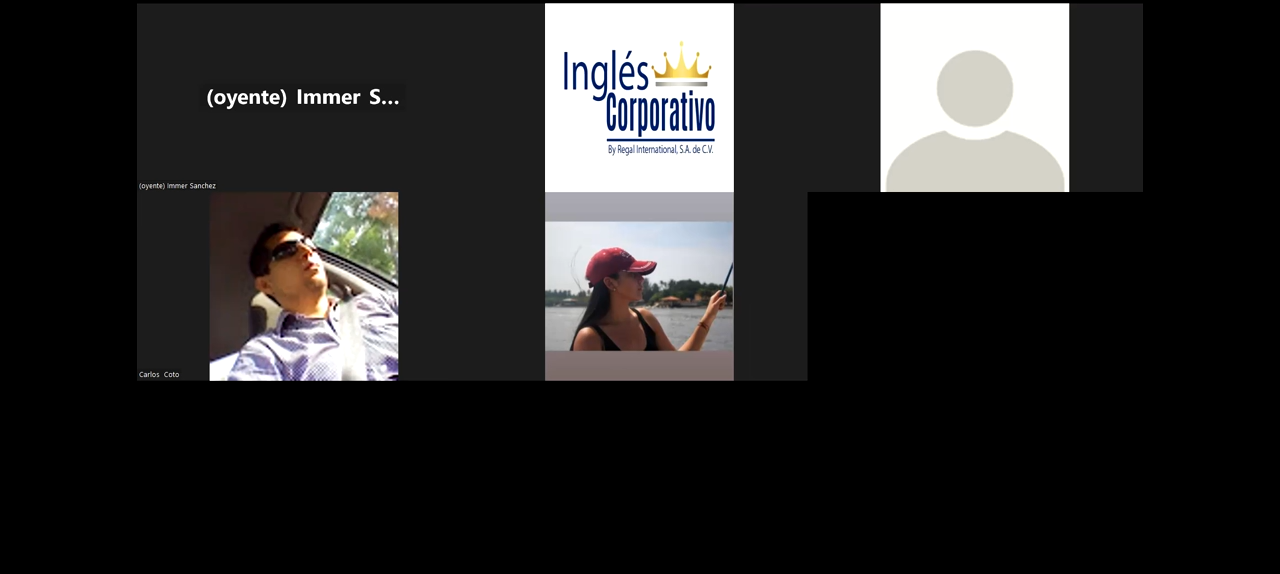 (oyente) Immer S...
Inglés
Corporativo
By Regal International, S.A. de C.V.
(oyente) Immer Sanchez
Carlos Coto